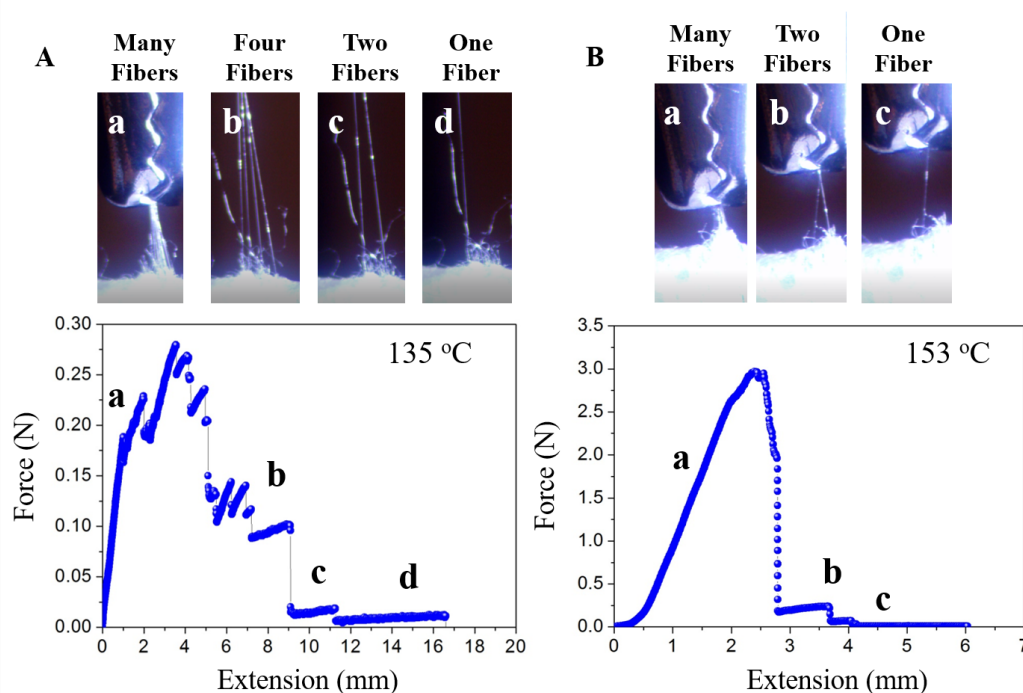 A
Many
Fibers
Four
Fibers
Two
Fibers
One
Fiber
a
b
c
d
B
Many
Fibers
Two
Fibers
One
Fiber
a
b
c
135 °C
a
b
c
d
0.30
0.25
0.20
0.15
0.10
0.05
0.00
Force (N)
0 2 4 6 8 10 12 14 16 18 20
Extension (mm)
153 °C
a
b
c
3.5
3.0
2.5
2.0
1.5
1.0
0.5
0.0
Force (N)
0 1 2 3 4 5 6 7
Extension (mm)